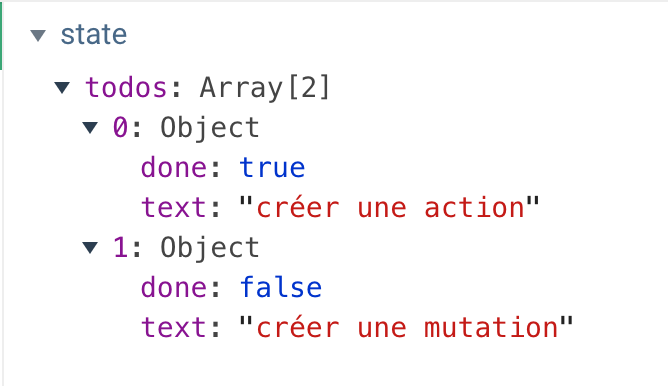 state
todos: Array[2]
0: Object
done: true
text: "créer une action"
1: Object
done: false
text: "créer une mutation"